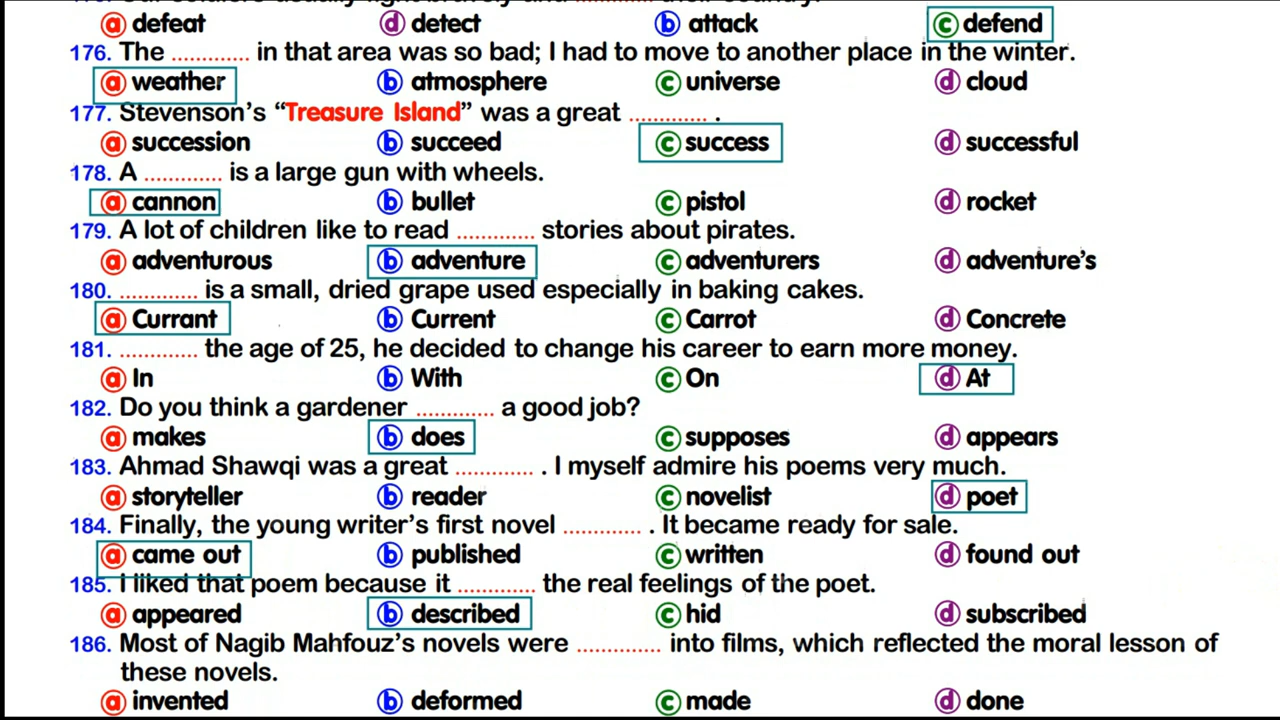 ⓐ defeat ⓓ detect ⓑ attack ⓒ defend
176. The ............. in that area was so bad; I had to move to another place in the winter.
ⓐ weather ⓑ atmosphere ⓒ universe ⓓ cloud
177. Stevenson's “Treasure Island” was a great ............. .
ⓐ succession ⓑ succeed ⓒ success ⓓ successful
178. A ............. is a large gun with wheels.
ⓐ cannon ⓑ bullet ⓒ pistol ⓓ rocket
179. A lot of children like to read ............. stories about pirates.
ⓐ adventurous ⓑ adventure ⓒ adventurers ⓓ adventure's
180. ............. is a small, dried grape used especially in baking cakes.
ⓐ Currant ⓑ Current ⓒ Carrot ⓓ Concrete
181. ............. the age of 25, he decided to change his career to earn more money.
ⓐ In ⓑ With ⓒ On ⓓ At
182. Do you think a gardener ............. a good job?
ⓐ makes ⓑ does ⓒ supposes ⓓ appears
183. Ahmad Shawqi was a great ............. . I myself admire his poems very much.
ⓐ storyteller ⓑ reader ⓒ novelist ⓓ poet
184. Finally, the young writer's first novel ............. . It became ready for sale.
ⓐ came out ⓑ published ⓒ written ⓓ found out
185. I liked that poem because it ............. the real feelings of the poet.
ⓐ appeared ⓑ described ⓒ hid ⓓ subscribed
186. Most of Nagib Mahfouz's novels were .............. into films, which reflected the moral lesson of
these novels.
ⓐ invented ⓑ deformed ⓒ made ⓓ done